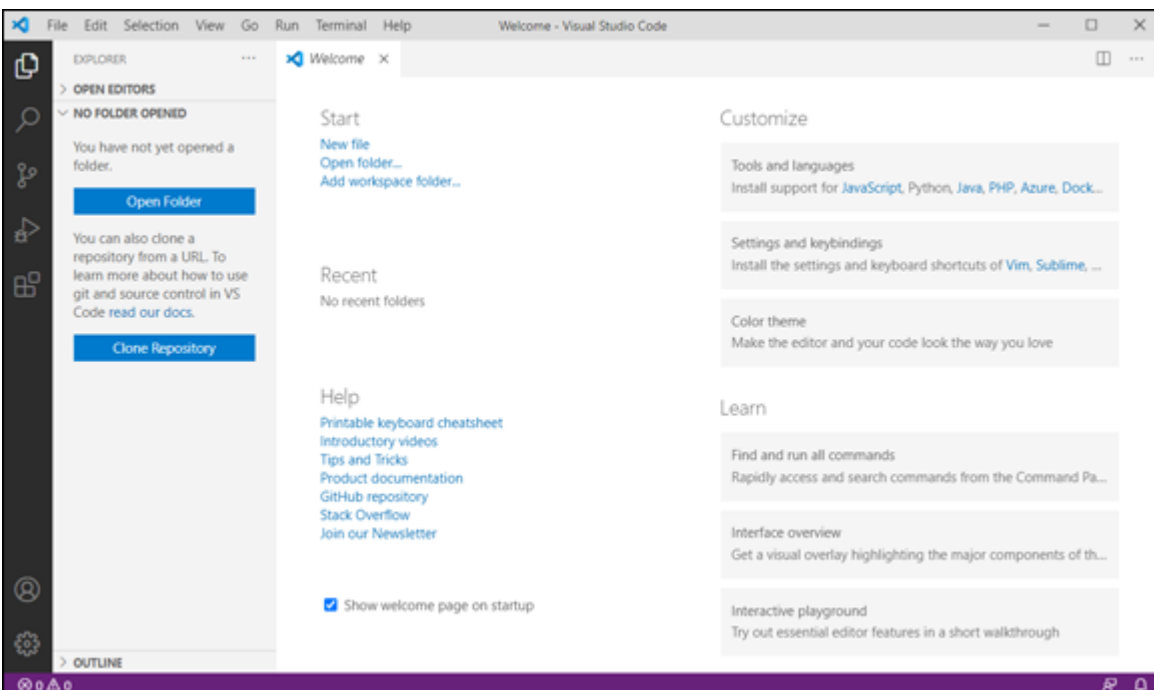 File Edit Selection View Go Run Terminal Help
Welcome - Visual Studio Code
EXPLORER
OPEN EDITORS
NO FOLDER OPENED
You have not yet opened a
folder.
Open Folder
You can also clone a
repository from a URL. To
learn more about how to use
git and source control in VS
Code read our docs.
Clone Repository
OUTLINE
Welcome
Start
New file
Open folder...
Add workspace folder...
Recent
No recent folders
Help
Printable keyboard cheatsheet
Introductory videos
Tips and Tricks
Product documentation
GitHub repository
Stack Overflow
Join our Newsletter
Show welcome page on startup
Customize
Tools and languages
Install support for JavaScript, Python, Java, PHP, Azure, Dock...
Settings and keybindings
Install the settings and keyboard shortcuts of Vim, Sublime, ...
Color theme
Make the editor and your code look the way you love
Learn
Find and run all commands
Rapidly access and search commands from the Command Pa...
Interface overview
Get a visual overlay highlighting the major components of th...
Interactive playground
Try out essential editor features in a short walkthrough
0 0